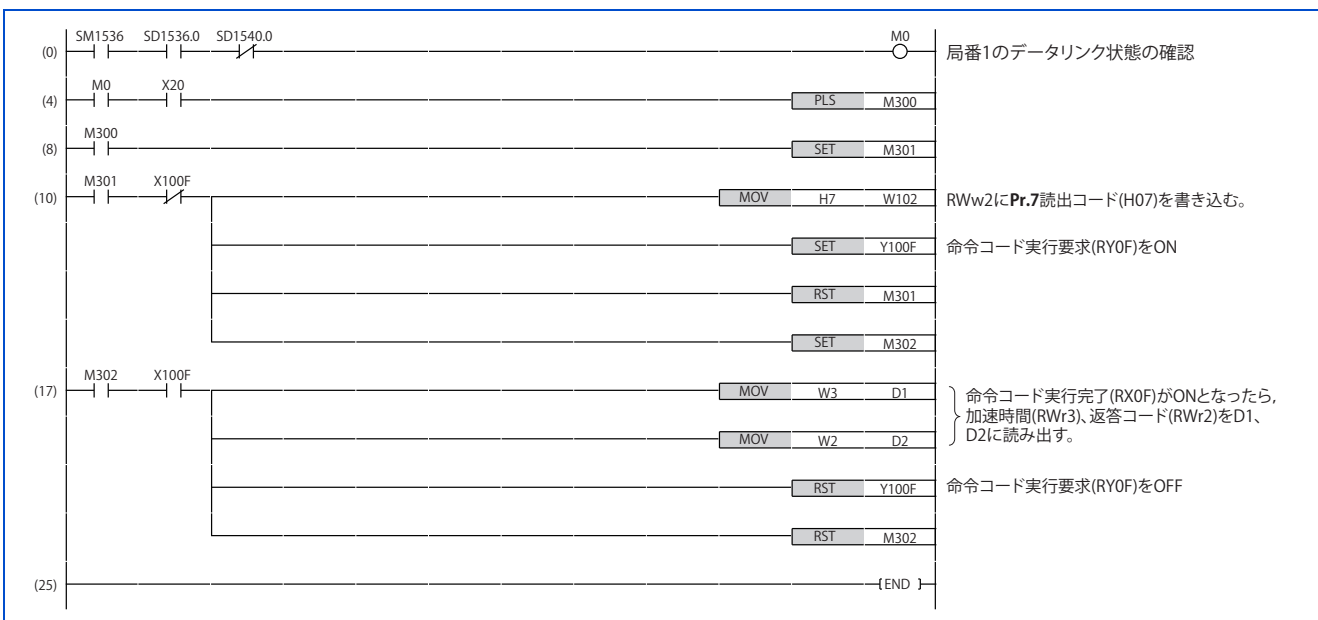 SM1536 SD1536.0 SD1540.0 M0
(0) 局番1のデータリンク状態の確認
M0 X20
(4) PLS M300
M300
(8) SET M301
M301 X100F
(10) MOV H7 W102 RWw2にPr.7読出コード(H07)を書き込む。
SET Y100F 命令コード実行要求(RY0F)をON
RST M301
SET M302
M302 X100F
(17) MOV W3 D1 命令コード実行完了(RX0F)がONとなったら,
加速時間(RWr3)、返答コード(RWr2)をD1、
MOV W2 D2 D2に読み出す。
RST Y100F 命令コード実行要求(RY0F)をOFF
RST M302
(25) END